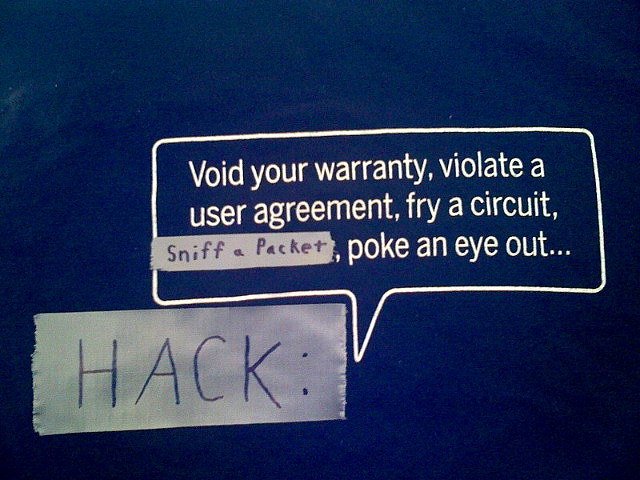 Void your warranty, violate a
user agreement, fry a circuit,
Sniff a Packet, poke an eye out...
HACK: